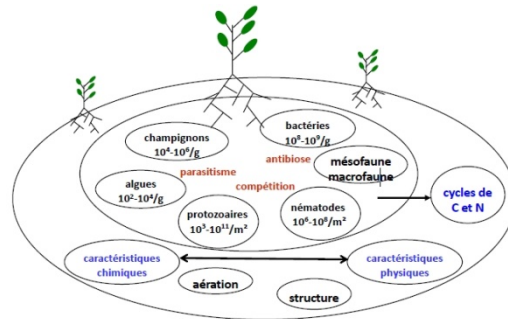 champignons
10⁴-10⁶/g
bactéries
10⁸-10⁹/g
antibiose
mésofaune
macrofaune
parasitisme
compétition
algues
10²-10⁴/g
protozoaires
10³-10¹¹/m²
nématodes
10⁶-10⁸/m²
cycles de
C et N
caractéristiques
chimiques
caractéristiques
physiques
aération
structure